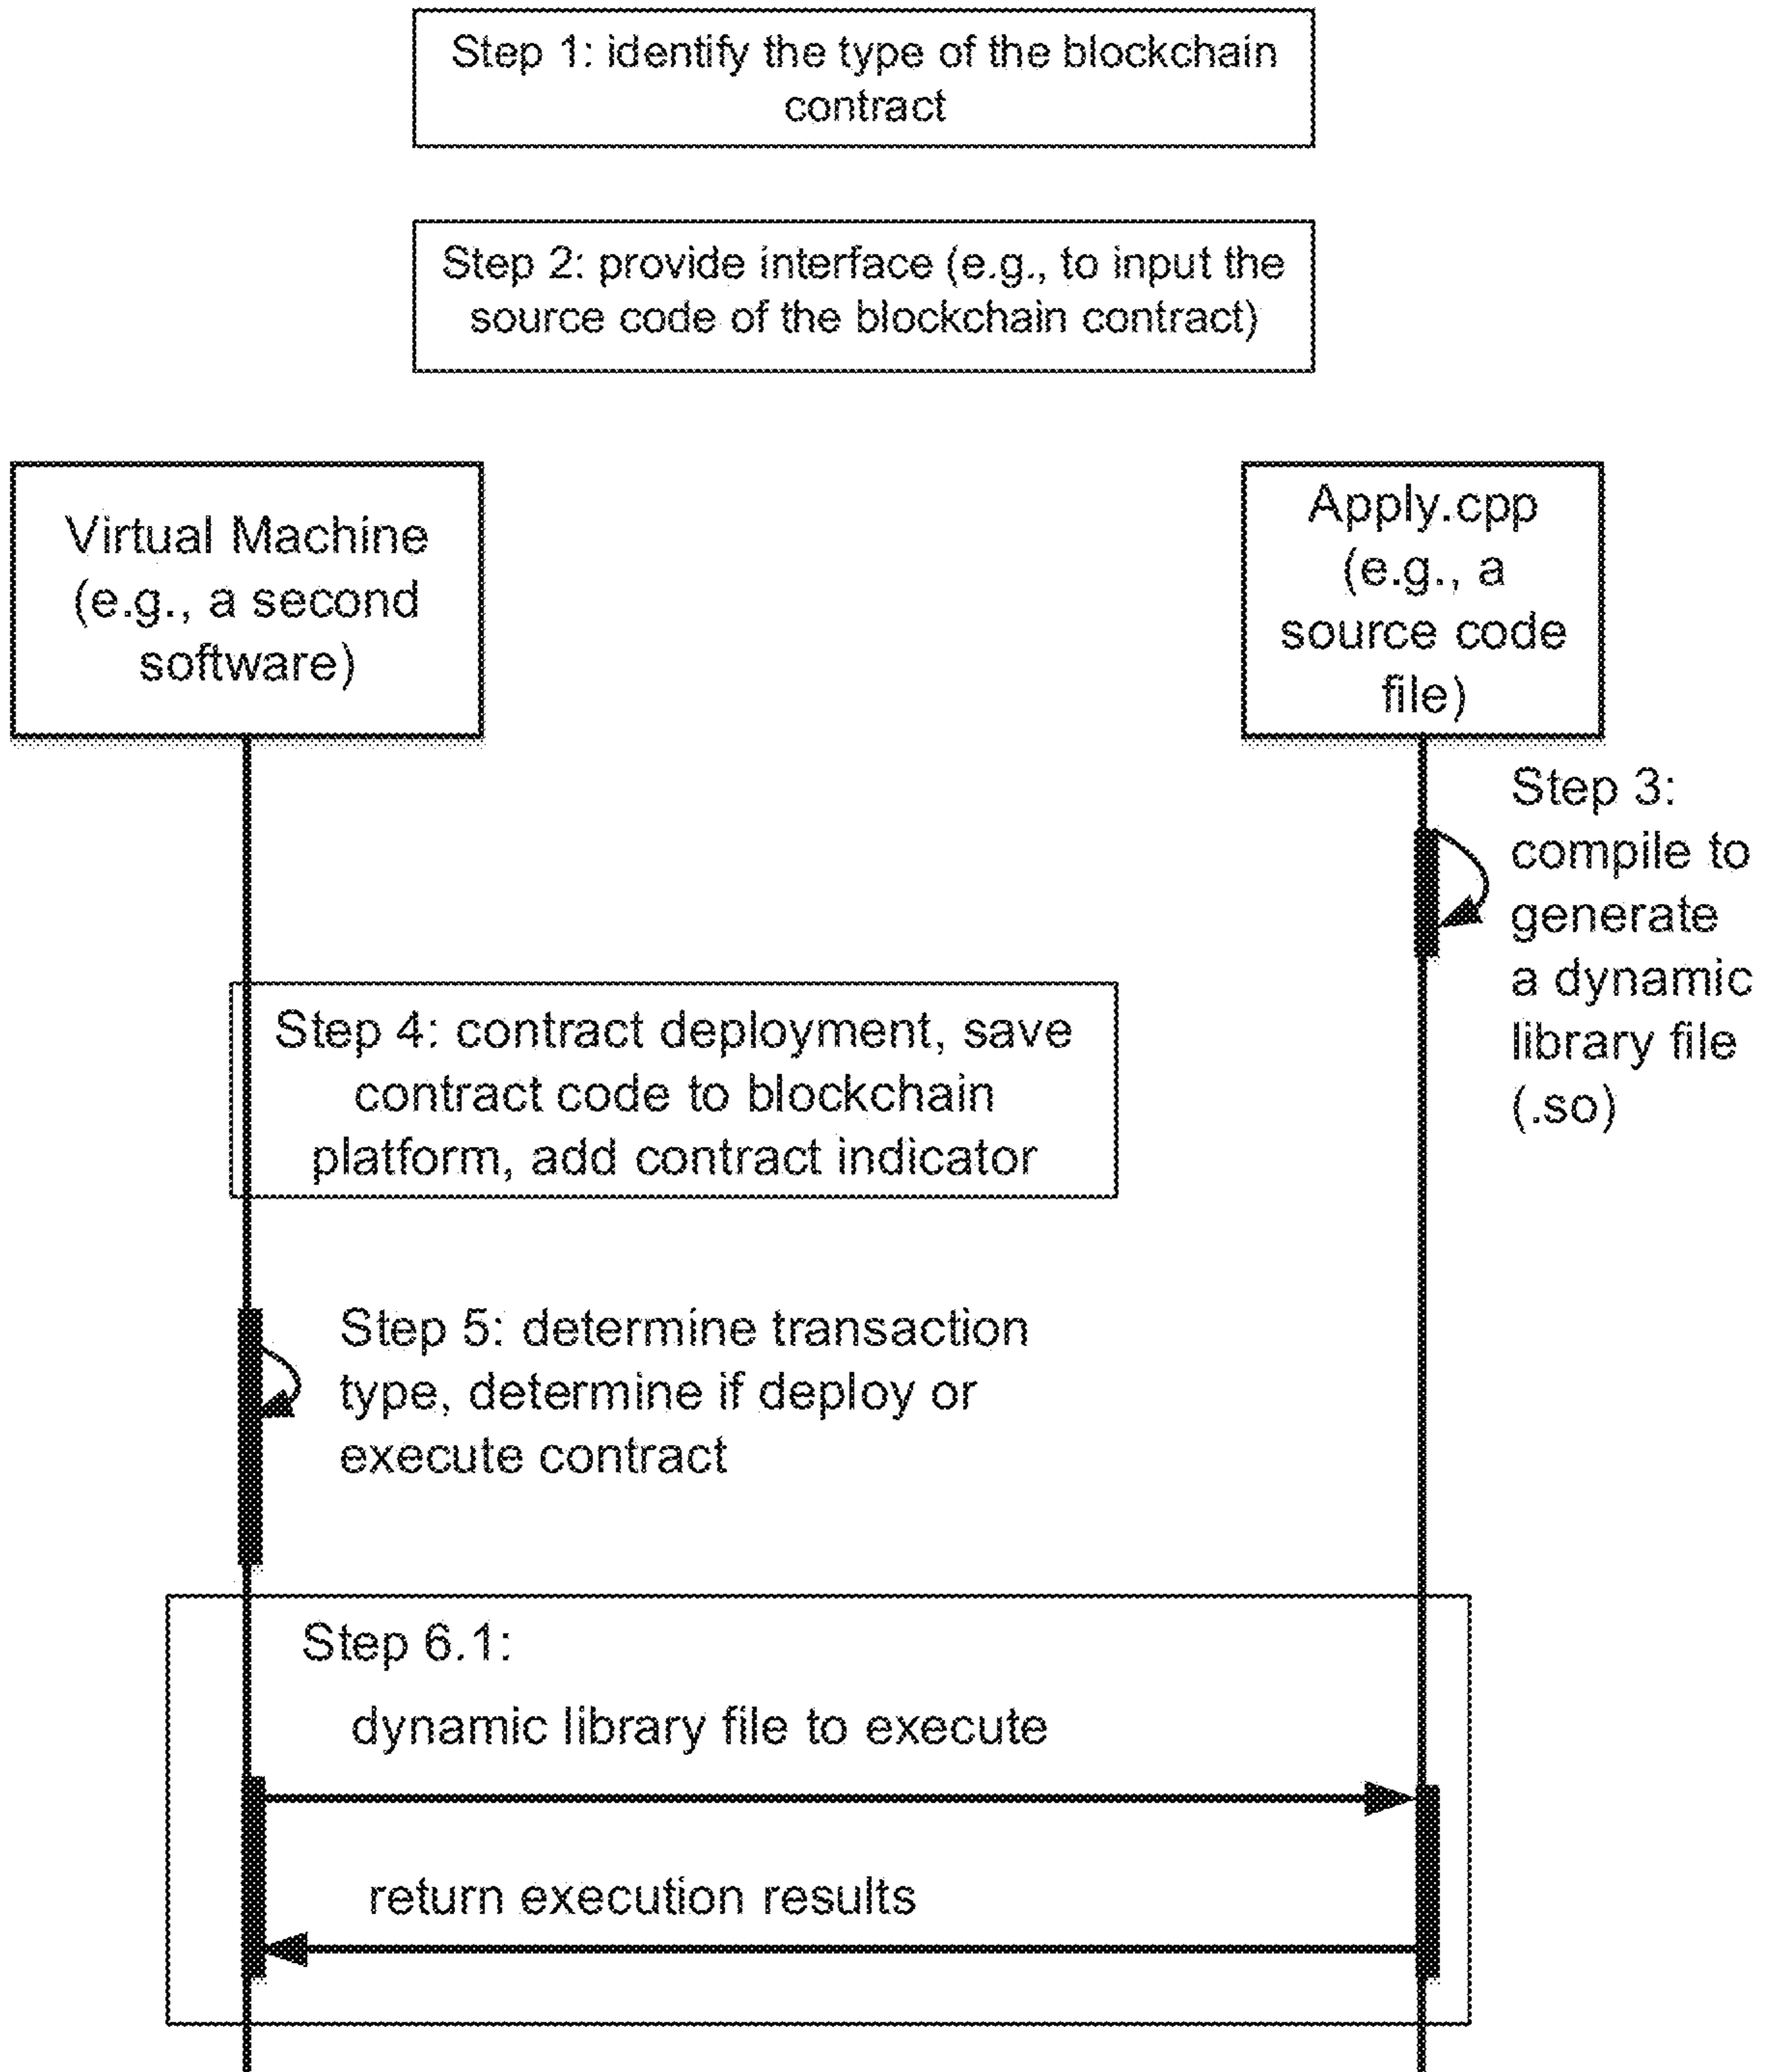 Step 1: identify the type of the blockchain
contract
Step 2: provide interface (e.g., to input the
source code of the blockchain contract)
Virtual Machine
(e.g., a second
software)
Apply.cpp
(e.g., a
source code
file)
Step 3:
compile to
generate
a dynamic
library file
(.so)
Step 4: contract deployment, save
contract code to blockchain
platform, add contract indicator
Step 5: determine transaction
type, determine if deploy or
execute contract
Step 6.1:
dynamic library file to execute
return execution results